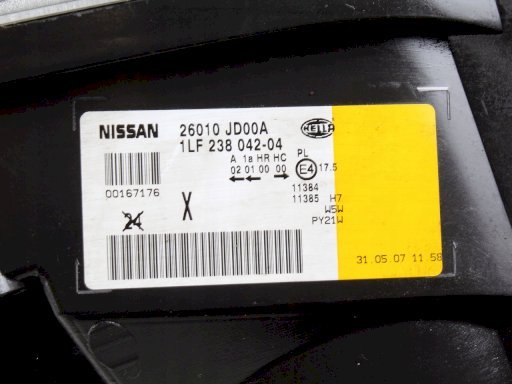 NISSAN 26010 JD00A HELLA
1LF 238 042-04
A 1a HR HC PL
02 01 00 00 E4 17.5
00167176
11384
11385 H7
W5W
24 X PY21W
31.05.07 11 58